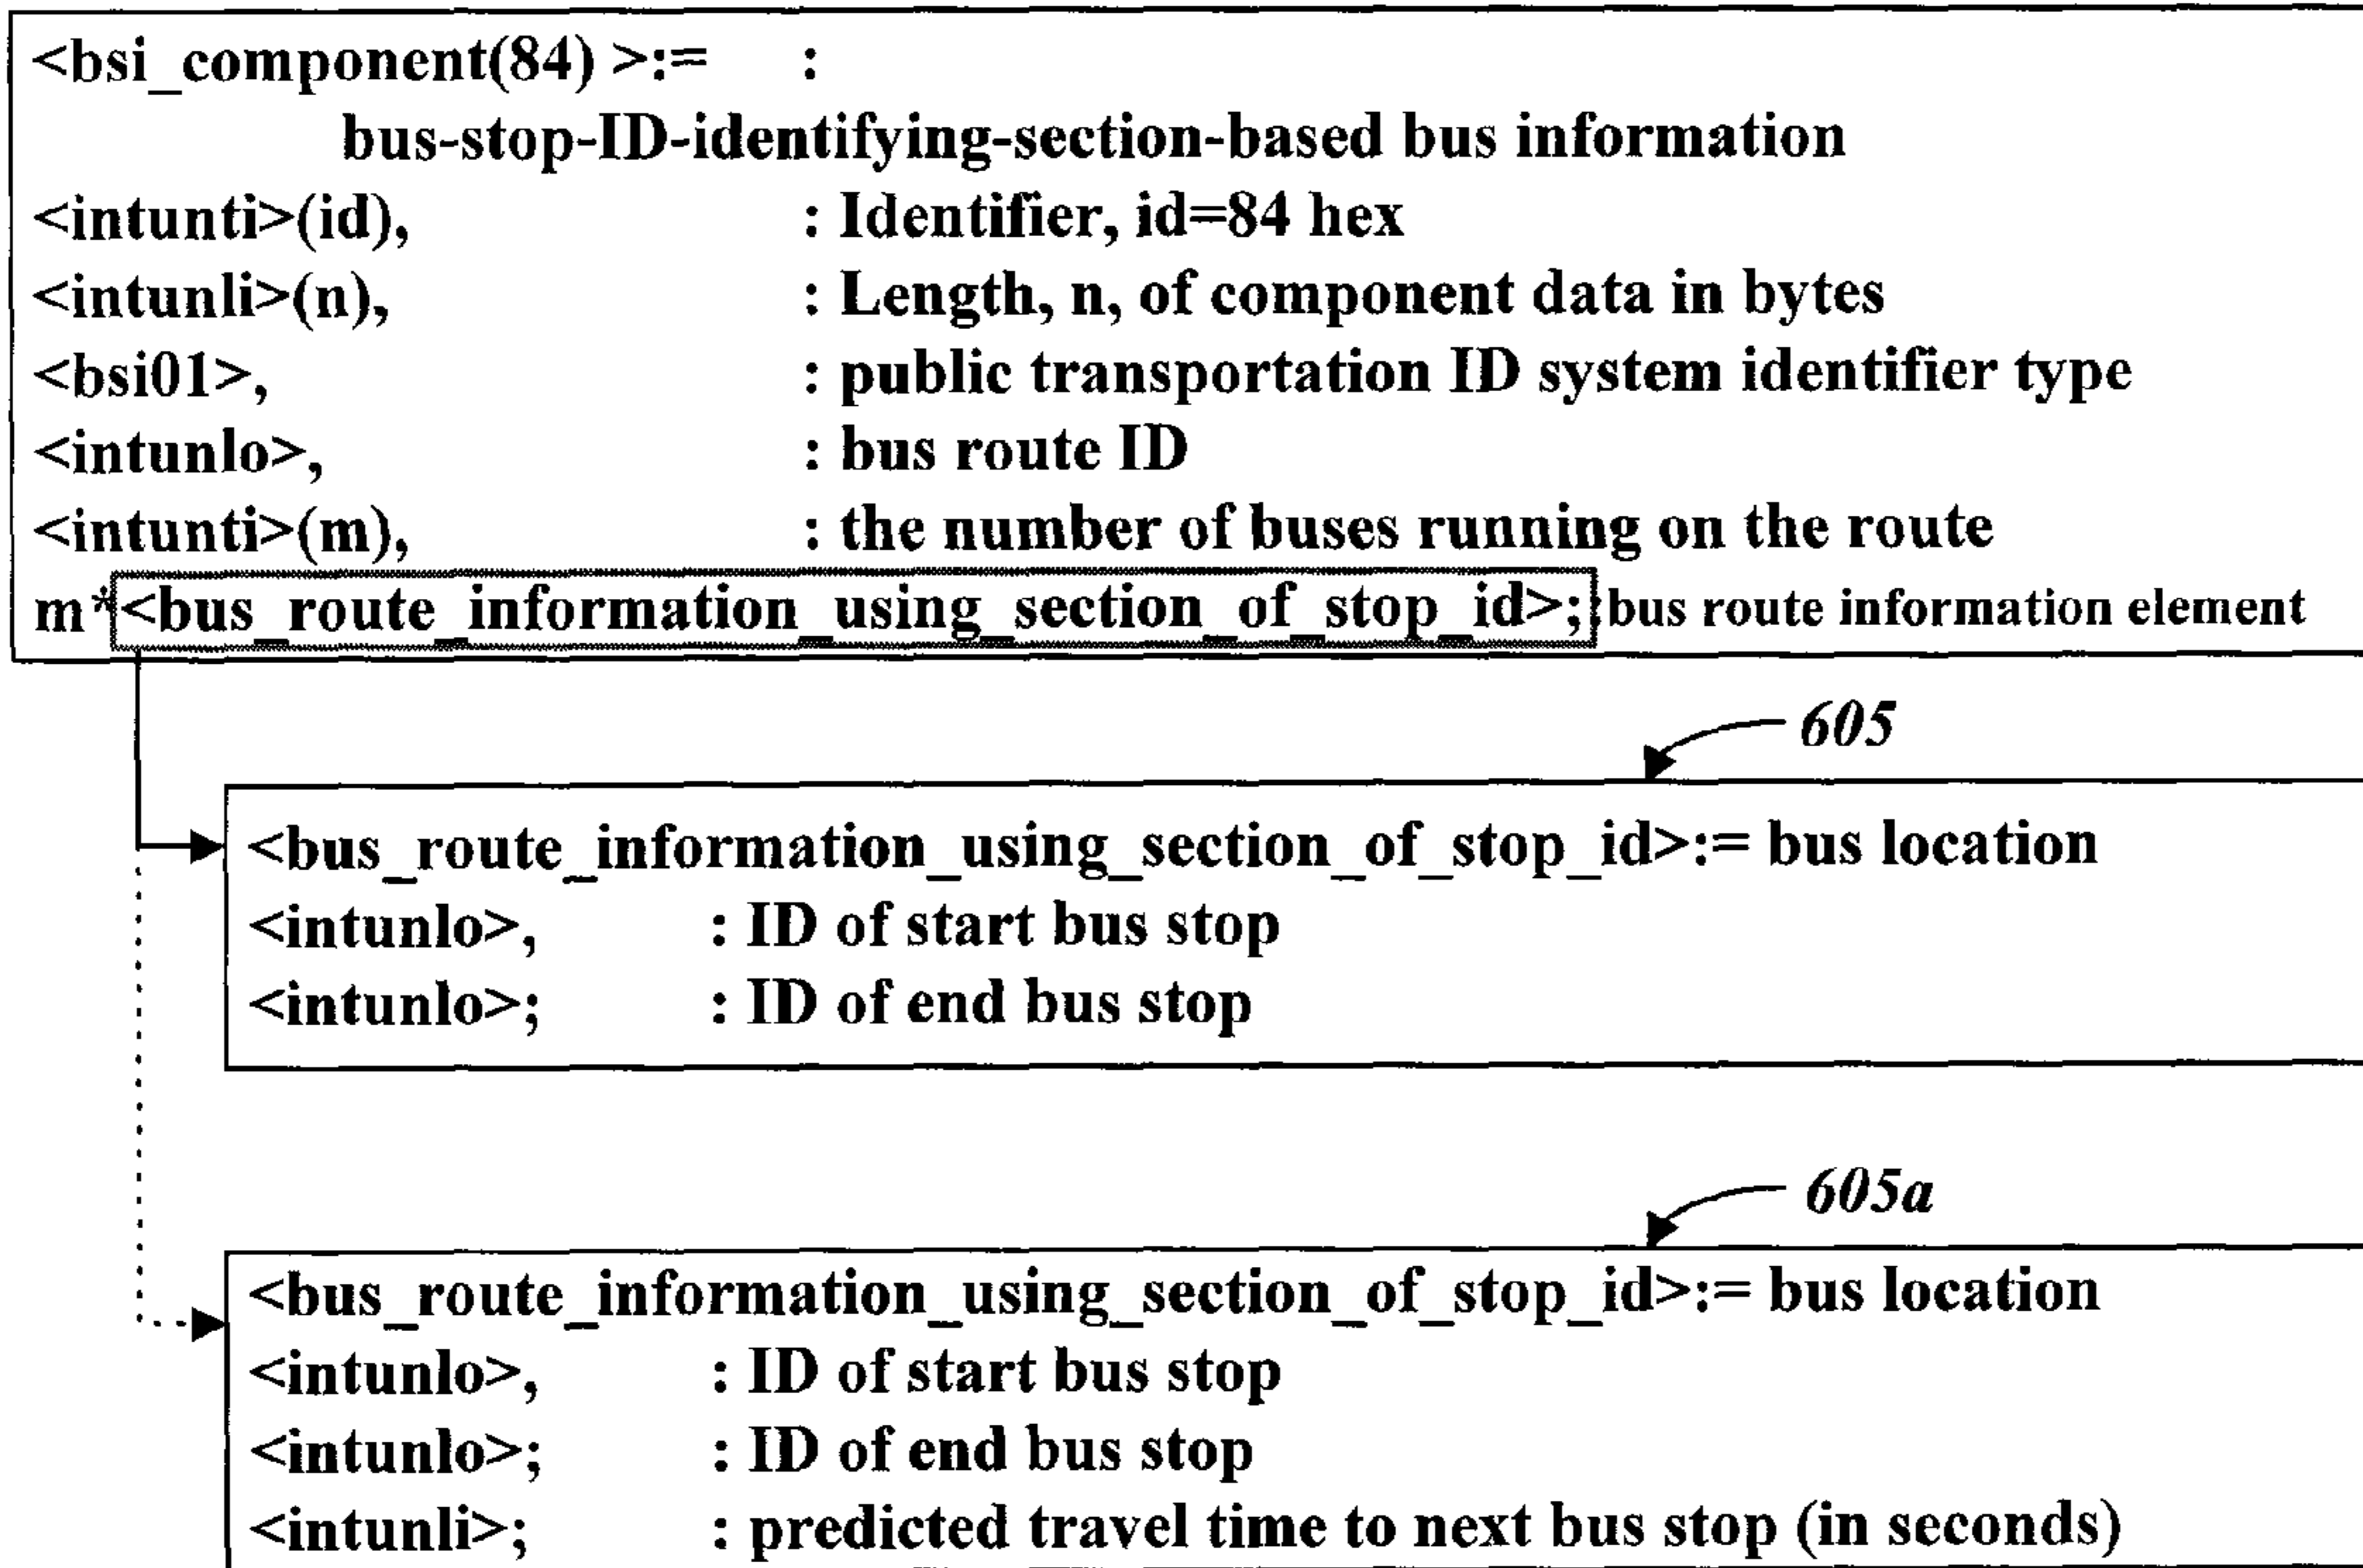 <bsi_component(84) >:= :
bus-stop-ID-identifying-section-based bus information
<intunti>(id), : Identifier, id=84 hex
<intunli>(n), : Length, n, of component data in bytes
<bsi01>, : public transportation ID system identifier type
<intunlo>, : bus route ID
<intunti>(m), : the number of buses running on the route
m*<bus_route_information_using_section_of_stop_id>;:bus route information element
605
<bus_route_information_using_section_of_stop_id>:= bus location
<intunlo>, : ID of start bus stop
<intunlo>; : ID of end bus stop
605a
<bus_route_information_using_section_of_stop_id>:= bus location
<intunlo>, : ID of start bus stop
<intunlo>; : ID of end bus stop
<intunli>; : predicted travel time to next bus stop (in seconds)